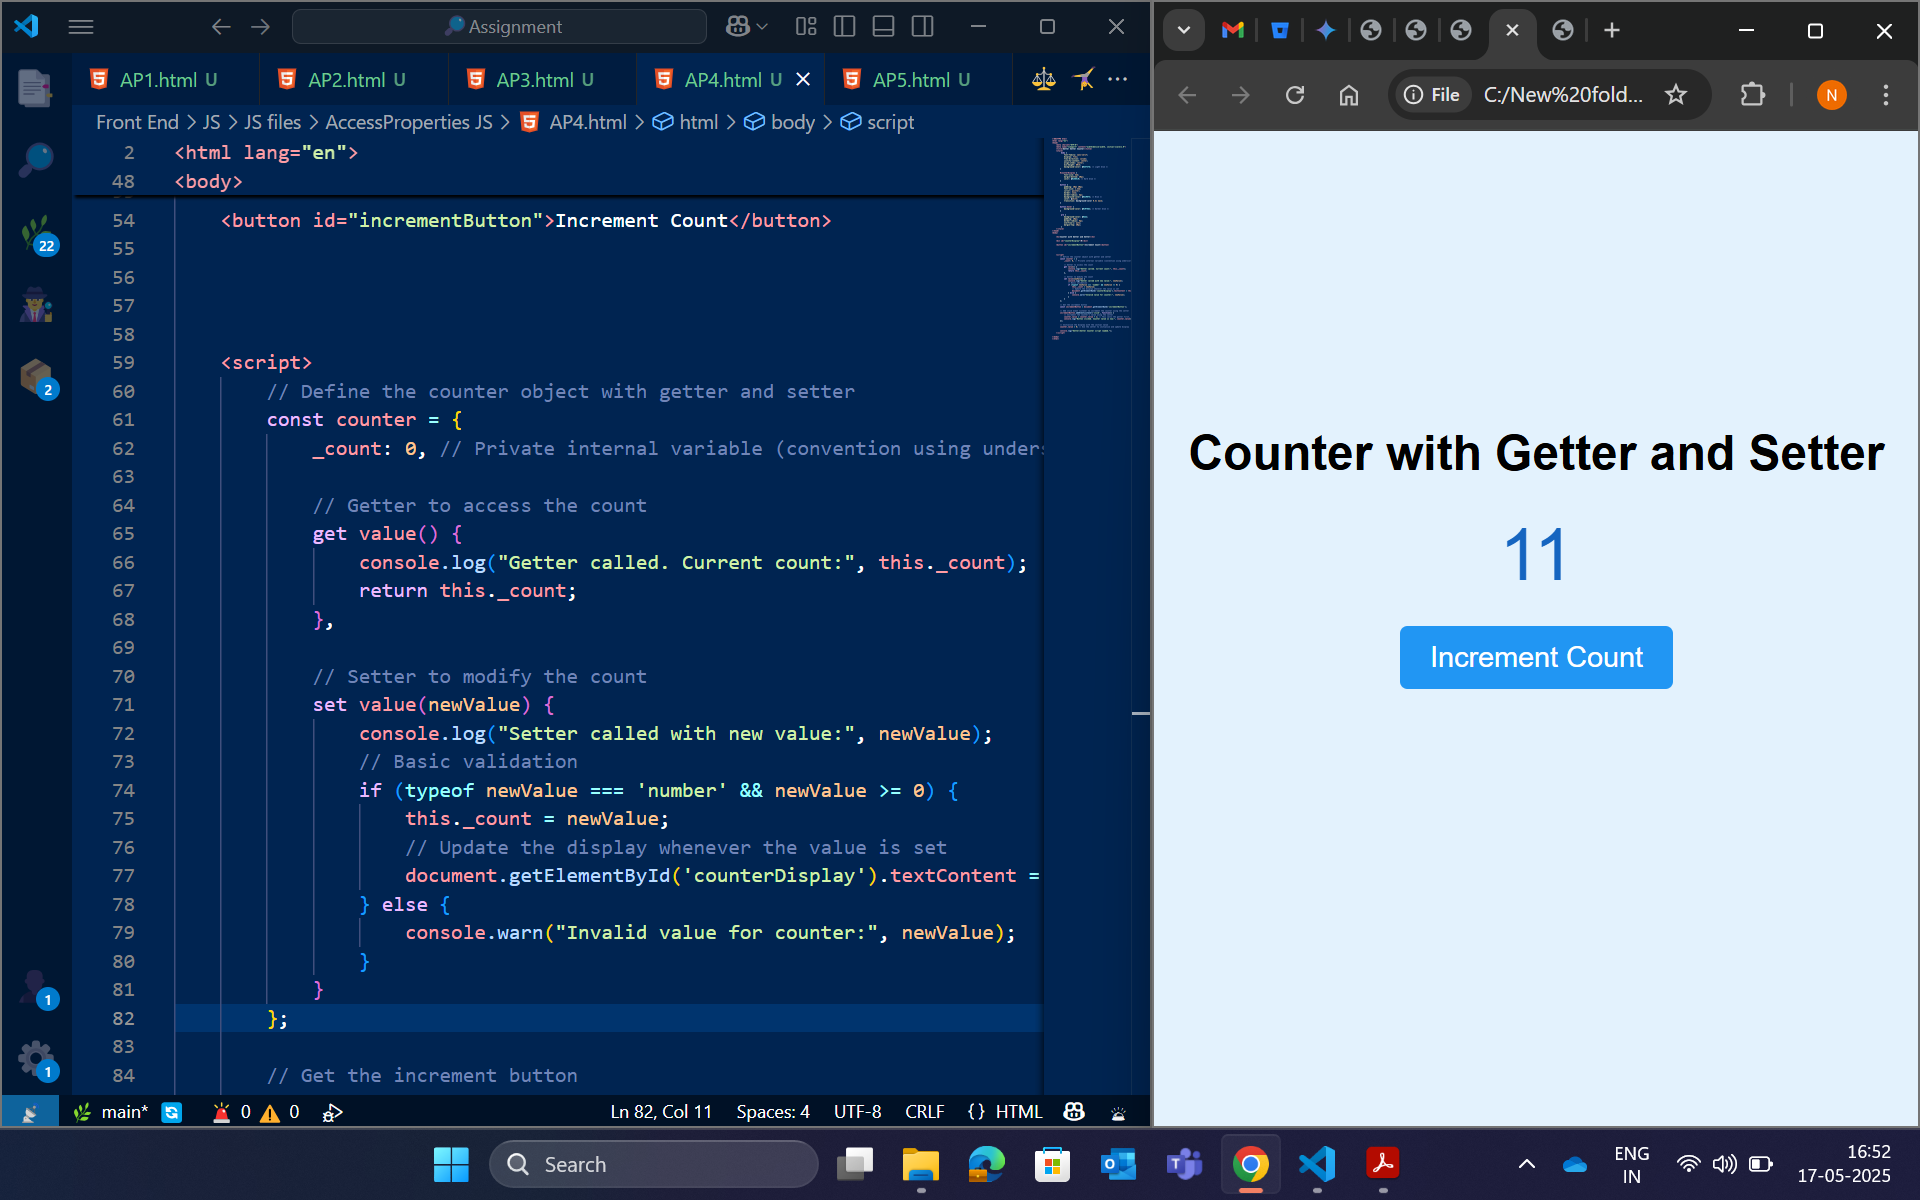 Assignment
AP1.html U
AP2.html U
AP3.html U
AP4.html U
AP5.html U
Front End > JS > JS files > AccessProperties JS > AP4.html > html > body > script
2 <html lang="en">
48 <body>
54 <button id="incrementButton">Increment Count</button>
55
56
57
58
59 <script>
60 // Define the counter object with getter and setter
61 const counter = {
62 _count: 0, // Private internal variable (convention using unders
63
64 // Getter to access the count
65 get value() {
66 console.log("Getter called. Current count:", this._count);
67 return this._count;
68 },
69
70 // Setter to modify the count
71 set value(newValue) {
72 console.log("Setter called with new value:", newValue);
73 // Basic validation
74 if (typeof newValue === 'number' && newValue >= 0) {
75 this._count = newValue;
76 // Update the display whenever the value is set
77 document.getElementById('counterDisplay').textContent =
78 } else {
79 console.warn("Invalid value for counter:", newValue);
80 }
81 }
82 };
83
84 // Get the increment button
22
2
1
1
main* 0 0 Ln 82, Col 11 Spaces: 4 UTF-8 CRLF {} HTML
File C:/New%20fold...
N
Counter with Getter and Setter
11
Increment Count
Search
ENG
IN
16:52
17-05-2025